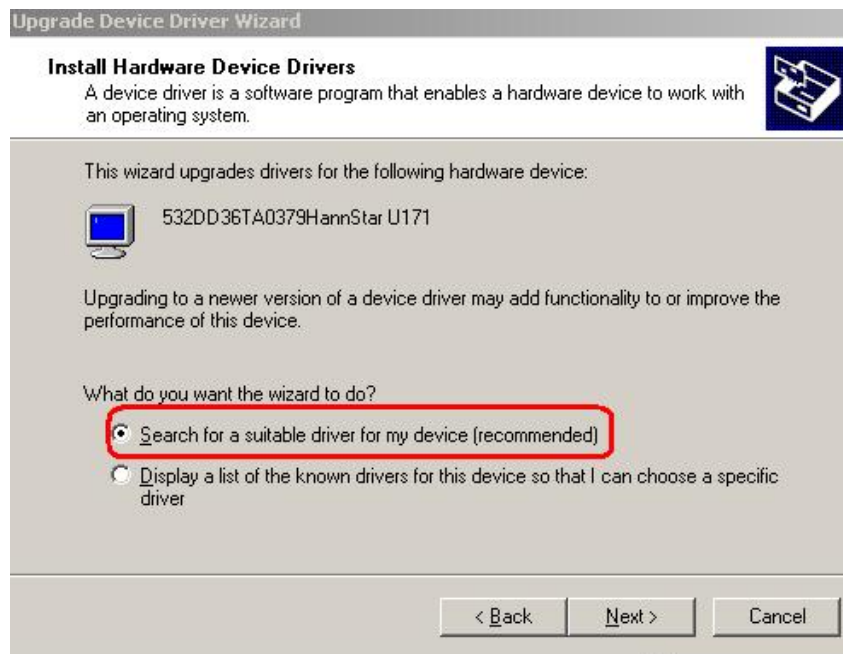 Upgrade Device Driver Wizard
Install Hardware Device Drivers
A device driver is a software program that enables a hardware device to work with
an operating system.
This wizard upgrades drivers for the following hardware device:
532DD36TA0379HannStar U171
Upgrading to a newer version of a device driver may add functionality to or improve the
performance of this device.
What do you want the wizard to do?
Search for a suitable driver for my device (recommended)
Display a list of the known drivers for this device so that I can choose a specific
driver
< Back
Next >
Cancel